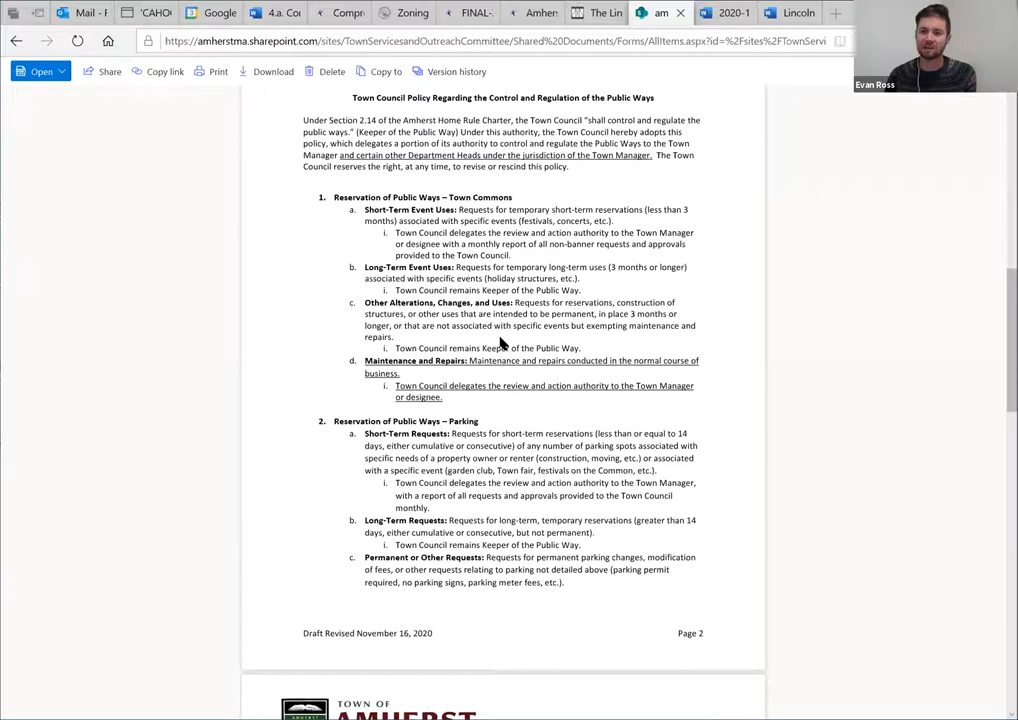 Mail - F
'CAHO
Google
4.a. Cor
Compr
Zoning
FINAL-
Amher:
The Lin
am
2020-1
Lincoln
https://amherstma.sharepoint.com/sites/TownServicesandOutreachCommittee/Shared%20Documents/Forms/AllItems.aspx?id=%2Fsites%2FTownServi
Open
Share
Copy link
Print
Download
Delete
Copy to
Version history
Evan Ross
Town Council Policy Regarding the Control and Regulation of the Public Ways
Under Section 2.14 of the Amherst Home Rule Charter, the Town Council "shall control and regulate the
public ways." (Keeper of the Public Way) Under this authority, the Town Council hereby adopts this
policy, which delegates a portion of its authority to control and regulate the Public Ways to the Town
Manager and certain other Department Heads under the jurisdiction of the Town Manager. The Town
Council reserves the right, at any time, to revise or rescind this policy.
1. Reservation of Public Ways – Town Commons
a. Short-Term Event Uses: Requests for temporary short-term reservations (less than 3
months) associated with specific events (festivals, concerts, etc.).
i. Town Council delegates the review and action authority to the Town Manager
or designee with a monthly report of all non-banner requests and approvals
provided to the Town Council.
b. Long-Term Event Uses: Requests for temporary long-term uses (3 months or longer)
associated with specific events (holiday structures, etc.).
i. Town Council remains Keeper of the Public Way.
c. Other Alterations, Changes, and Uses: Requests for reservations, construction of
structures, or other uses that are intended to be permanent, in place 3 months or
longer, or that are not associated with specific events but exempting maintenance and
repairs.
i. Town Council remains Keeper of the Public Way.
d. Maintenance and Repairs: Maintenance and repairs conducted in the normal course of
business.
i. Town Council delegates the review and action authority to the Town Manager
or designee.
2. Reservation of Public Ways – Parking
a. Short-Term Requests: Requests for short-term reservations (less than or equal to 14
days, either cumulative or consecutive) of any number of parking spots associated with
specific needs of a property owner or renter (construction, moving, etc.) or associated
with a specific event (garden club, Town fair, festivals on the Common, etc.).
i. Town Council delegates the review and action authority to the Town Manager,
with a report of all requests and approvals provided to the Town Council
monthly.
b. Long-Term Requests: Requests for long-term, temporary reservations (greater than 14
days, either cumulative or consecutive, but not permanent).
i. Town Council remains Keeper of the Public Way.
c. Permanent or Other Requests: Requests for permanent parking changes, modification
of fees, or other requests relating to parking not detailed above (parking permit
required, no parking signs, parking meter fees, etc.).
Draft Revised November 16, 2020
Page 2
TOWN OF
AMHERST